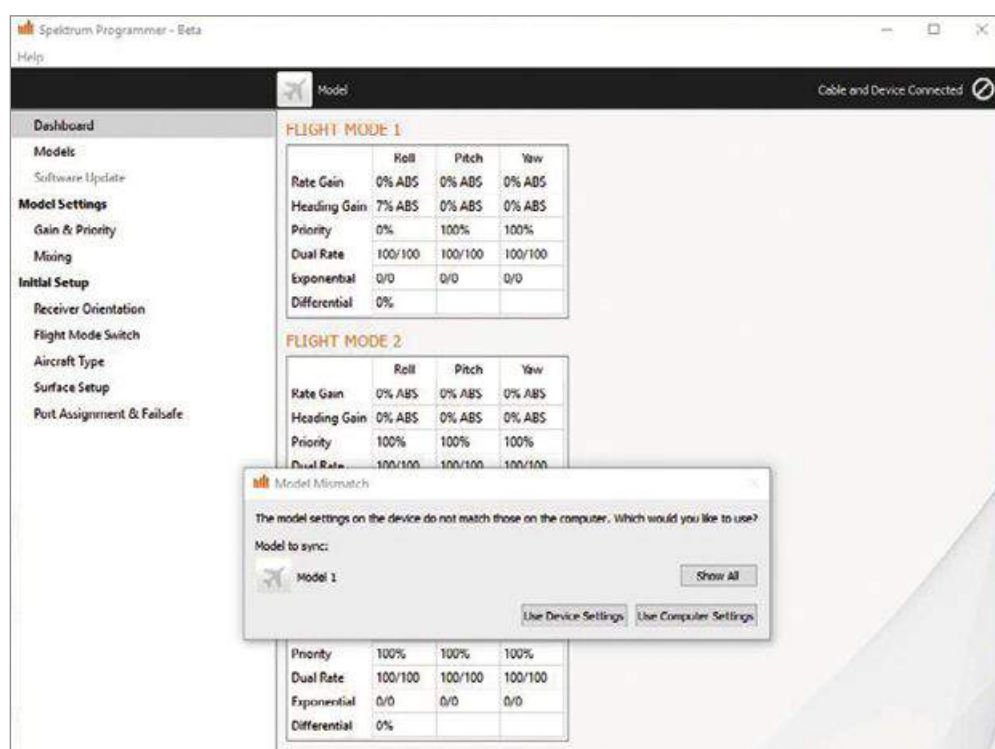 Spektrum Programmer - Beta
Help
Model
Cable and Device Connected
Dashboard
Models
Software Update
Model Settings
Gain & Priority
Mixing
Initial Setup
Receiver Orientation
Flight Mode Switch
Aircraft Type
Surface Setup
Port Assignment & Failsafe
FLIGHT MODE 1
Roll Pitch Yaw
Rate Gain 0% ABS 0% ABS 0% ABS
Heading Gain 7% ABS 0% ABS 0% ABS
Priority 0% 100% 100%
Dual Rate 100/100 100/100 100/100
Exponential 0/0 0/0 0/0
Differential 0%
FLIGHT MODE 2
Roll Pitch Yaw
Rate Gain 0% ABS 0% ABS 0% ABS
Heading Gain 0% ABS 0% ABS 0% ABS
Priority 100% 100% 100%
Dual Rate 100/100 100/100 100/100
Model Mismatch
The model settings on the device do not match those on the computer. Which would you like to use?
Model to sync:
Model 1
Show All
Use Device Settings Use Computer Settings
Priority 100% 100% 100%
Dual Rate 100/100 100/100 100/100
Exponential 0/0 0/0 0/0
Differential 0%